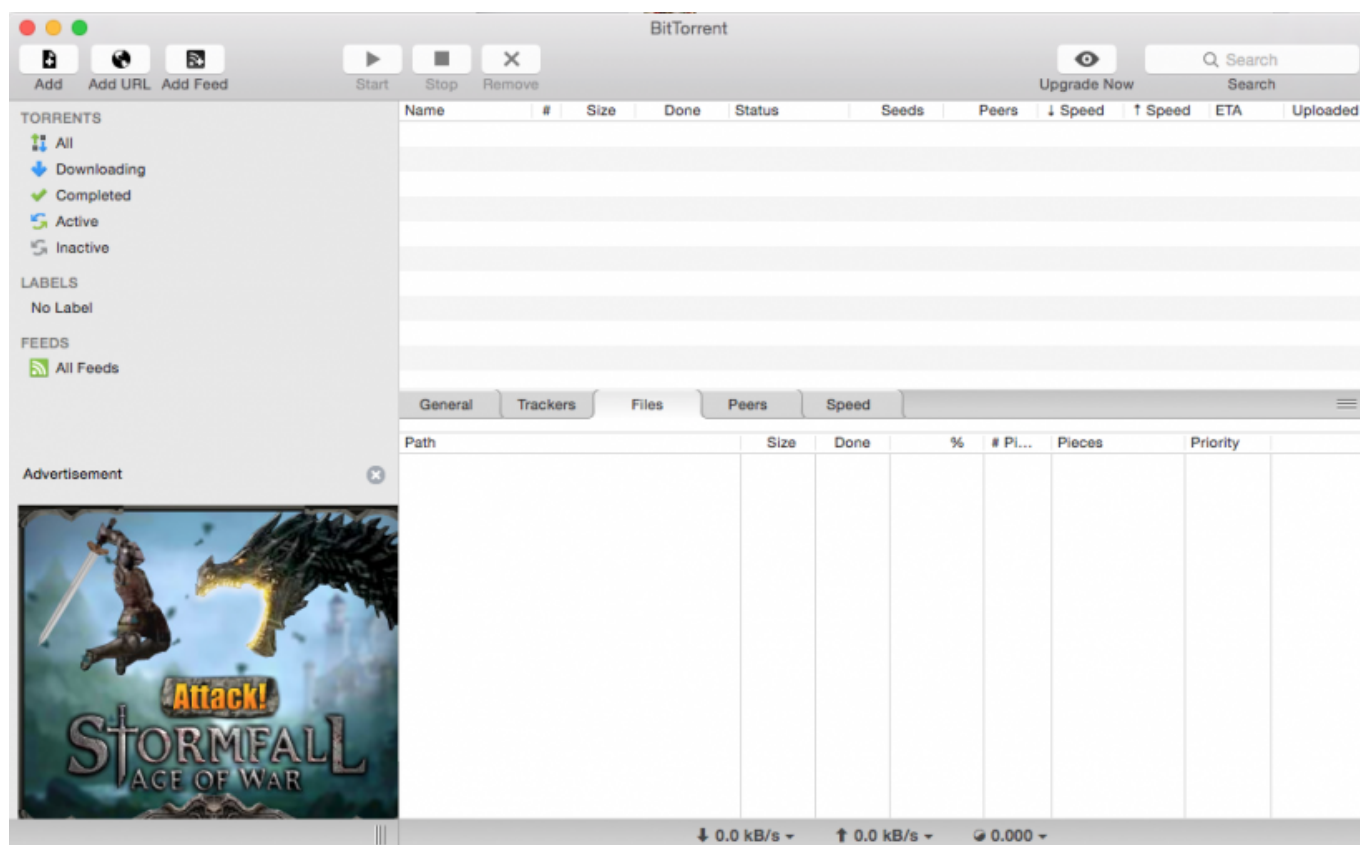 BitTorrent
Add Add URL Add Feed Start Stop Remove Upgrade Now Search
Search
TORRENTS
All
Downloading
Completed
Active
Inactive
LABELS
No Label
FEEDS
All Feeds
Advertisement
Attack!
STORMFALL
AGE OF WAR
Name # Size Done Status Seeds Peers ↓ Speed ↑ Speed ETA Uploaded
General Trackers Files Peers Speed
Path Size Done % # Pi... Pieces Priority
0.0 kB/s 0.0 kB/s 0.000